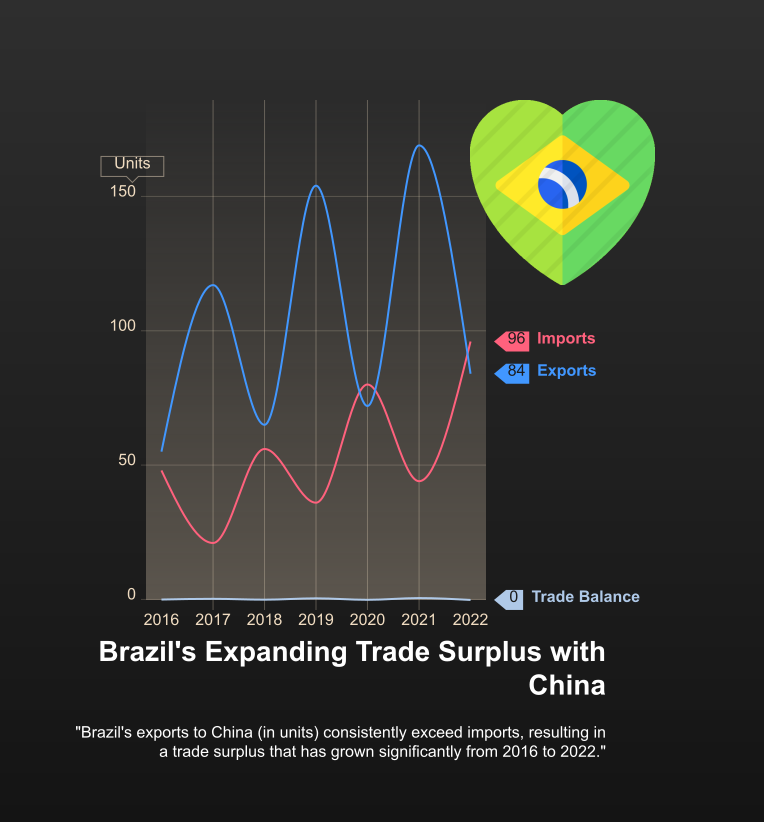 Units
150
100
50
0
96 Imports
84 Exports
0 Trade Balance
2016 2017 2018 2019 2020 2021 2022
Brazil's Expanding Trade Surplus with
China
"Brazil's exports to China (in units) consistently exceed imports, resulting in
a trade surplus that has grown significantly from 2016 to 2022."